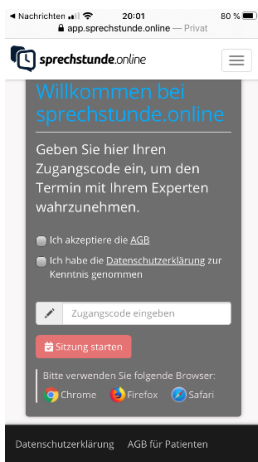 Nachrichten 20:01 80 %
app.sprechstunde.online — Privat
sprechstunde.online
Willkommen bei
sprechstunde.online
Geben Sie hier Ihren
Zugangscode ein, um den
Termin mit Ihrem Experten
wahrzunehmen.
Ich akzeptiere die AGB
Ich habe die Datenschutzerklärung zur
Kenntnis genommen
Zugangscode eingeben
Sitzung starten
Bitte verwenden Sie folgende Browser:
Chrome Firefox Safari
Datenschutzerklärung AGB für Patienten